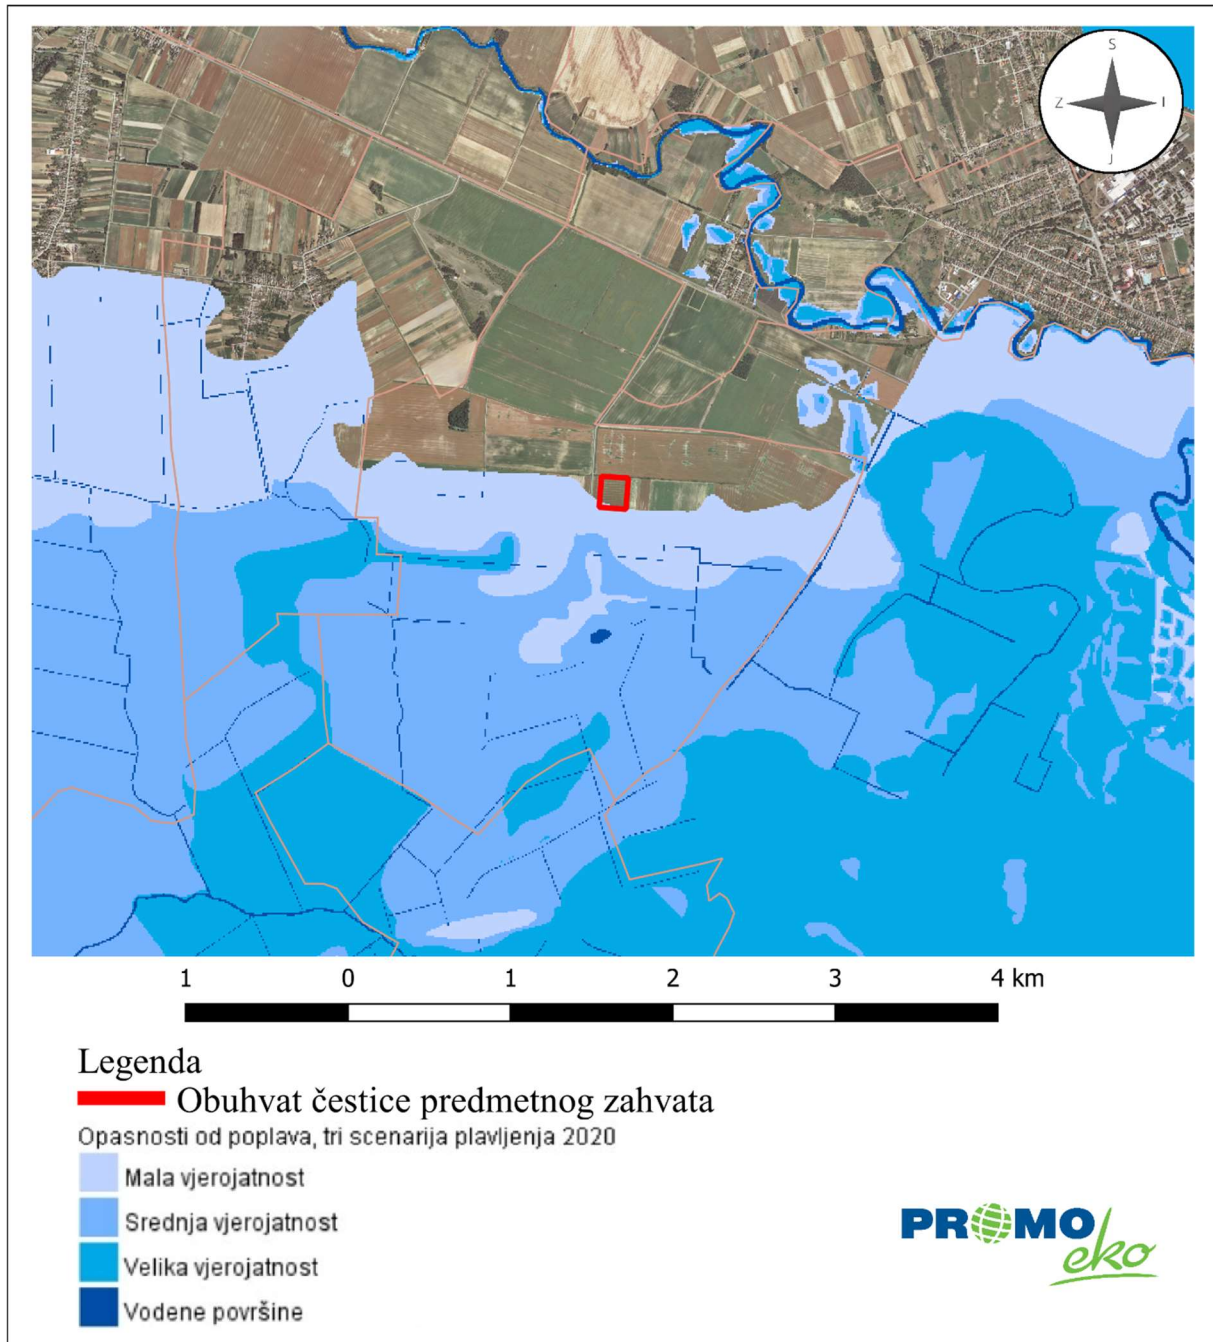 S
Z I
J
1 0 1 2 3 4 km
Legenda
Obuhvat čestice predmetnog zahvata
Opasnosti od poplava, tri scenarija plavljenja 2020
Mala vjerojatnost
Srednja vjerojatnost
Velika vjerojatnost
Vodene površine
PROMO
eko